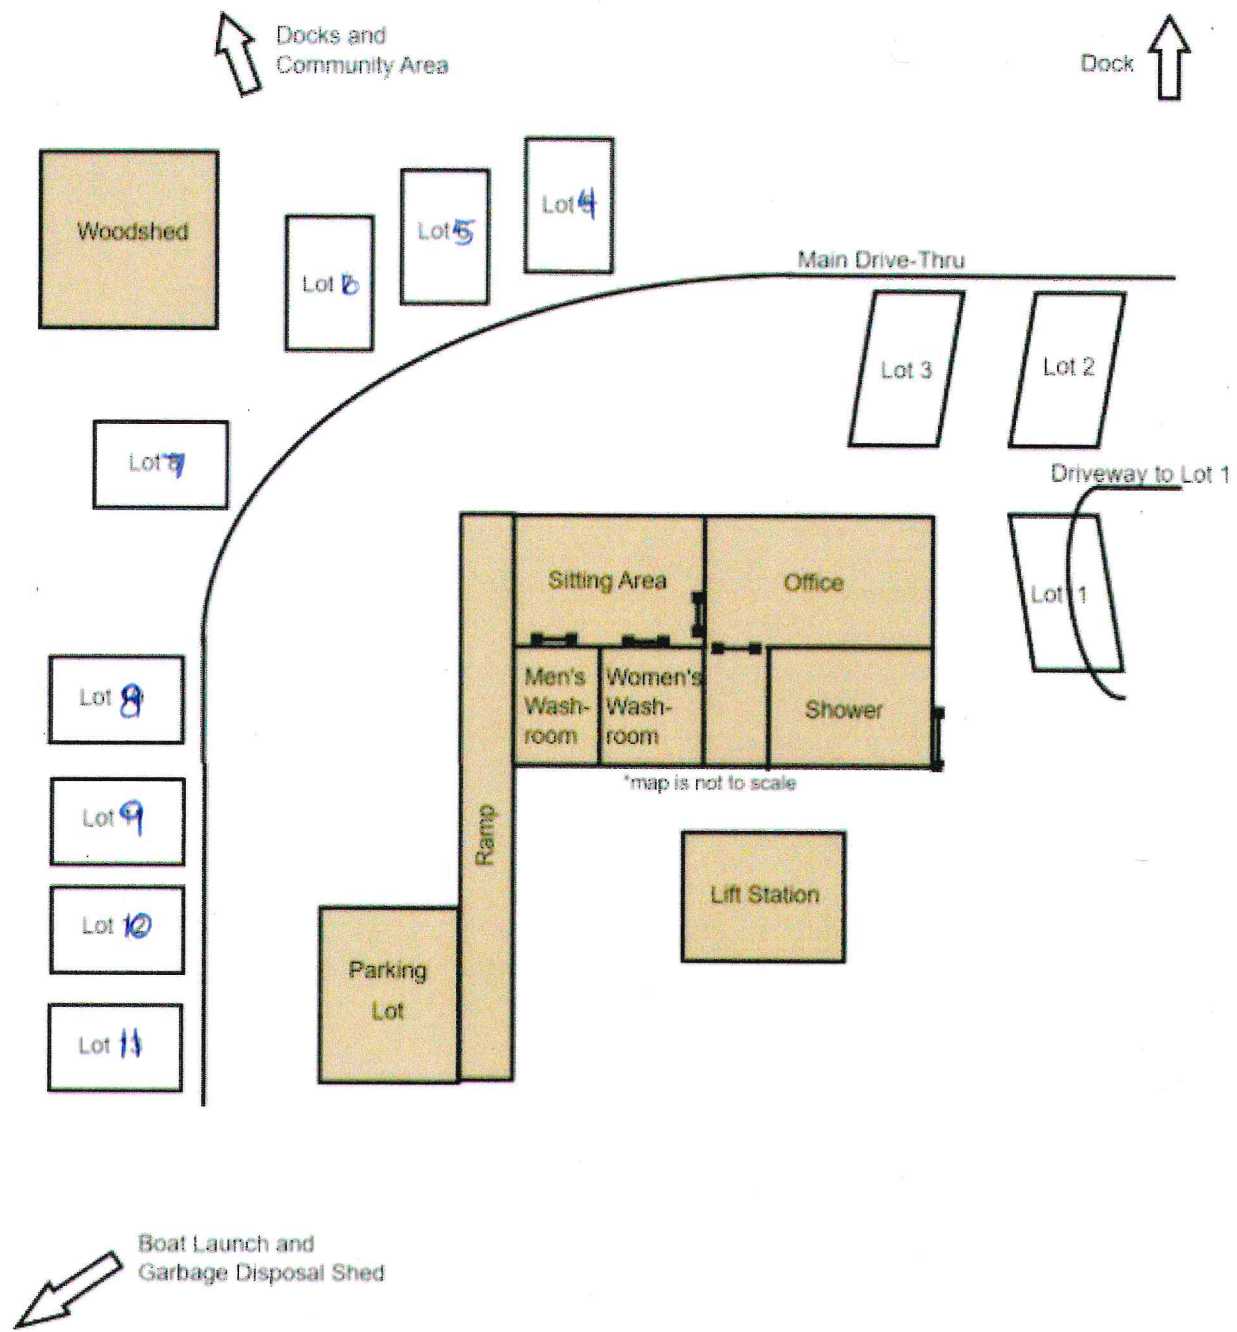 Docks and
Community Area
Dock
Woodshed
Lot 4
Lot 5
Lot 6
Main Drive-Thru
Lot 3
Lot 2
Lot 7
Driveway to Lot 1
Sitting Area
Office
Lot 1
Lot 8
Men's
Wash-
room
Women's
Wash-
room
Shower
*map is not to scale
Lot 9
Ramp
Lift Station
Lot 10
Parking
Lot
Lot 11
Boat Launch and
Garbage Disposal Shed